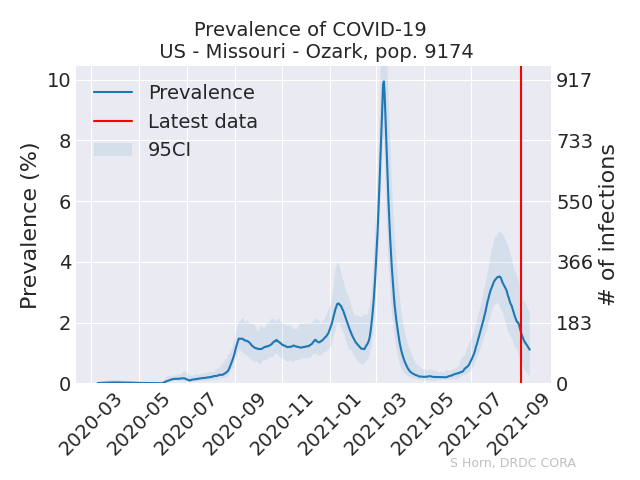 Prevalence of COVID-19
US - Missouri - Ozark, pop. 9174
Prevalence
Latest data
95CI
Prevalence (%)
10
8
6
4
2
0
917
733
550
366
183
0
# of infections
2020-03
2020-05
2020-07
2020-09
2020-11
2021-01
2021-03
2021-05
2021-07
2021-09
S Horn, DRDC CORA